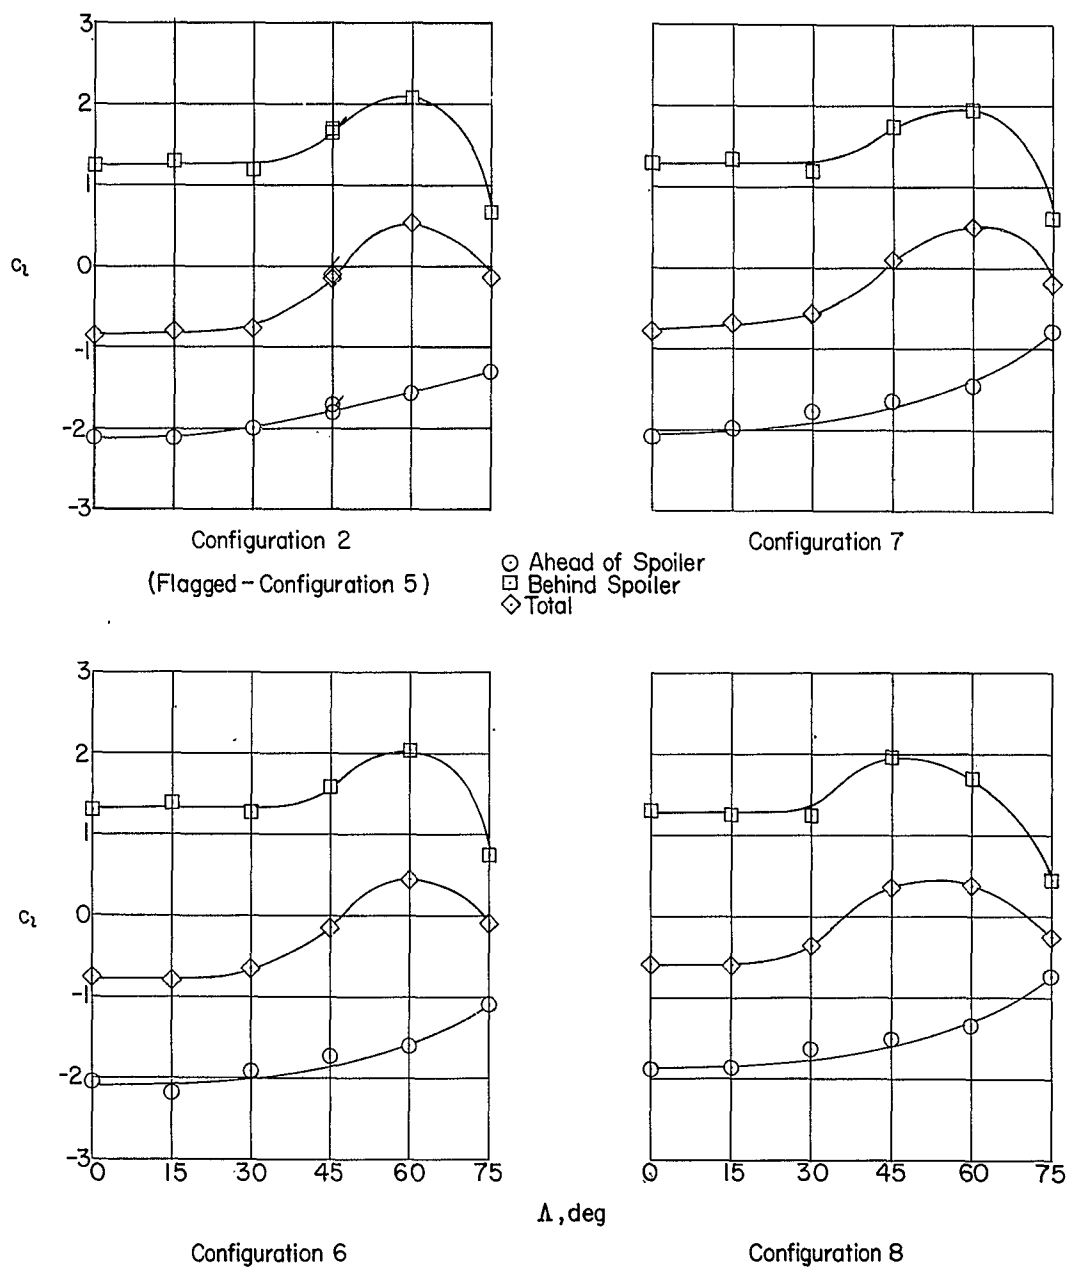 3
2
1
c_l 0
-1
-2
-3
Configuration 2
(Flagged - Configuration 5)
Configuration 7
Ahead of Spoiler
Behind Spoiler
Total
3
2
1
c_l 0
-1
-2
-3
0 15 30 45 60 75
0 15 30 45 60 75
Λ, deg
Configuration 6
Configuration 8